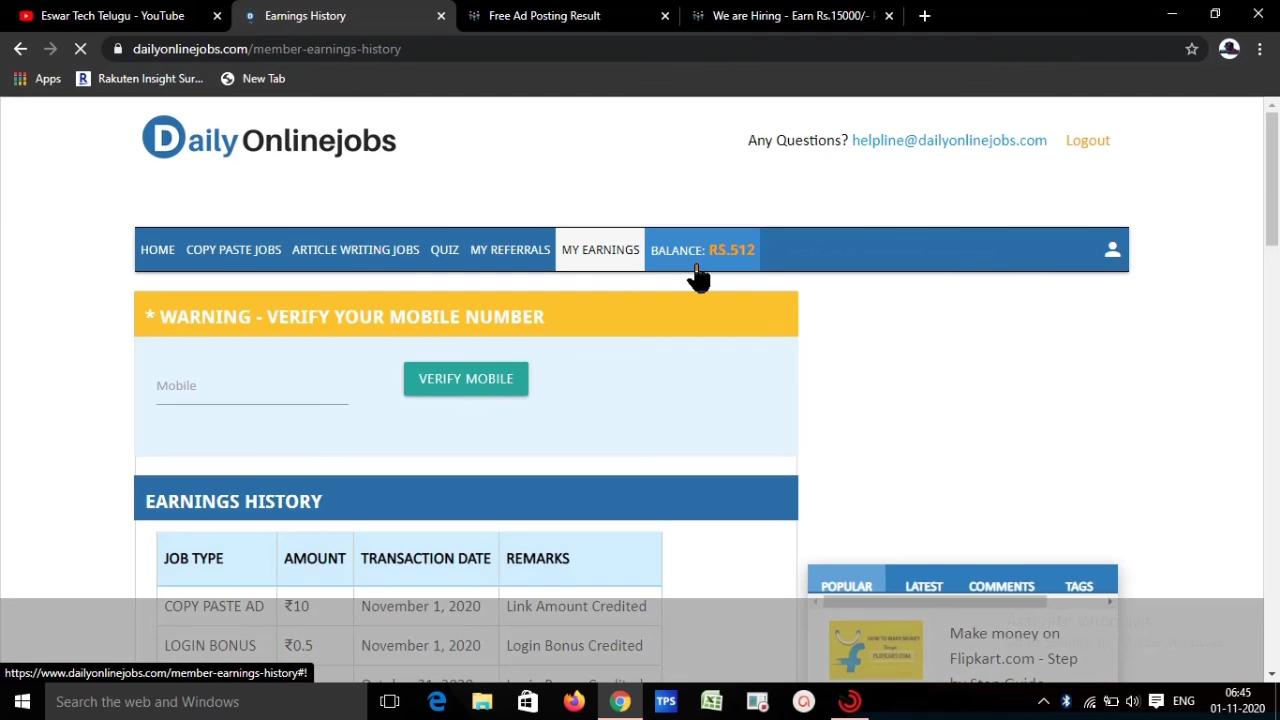 Eswar Tech Telugu - YouTube
Earnings History
Free Ad Posting Result
We are Hiring - Earn Rs.15000/-
dailyonlinejobs.com/member-earnings-history
Apps
Rakuten Insight Sur...
New Tab
Daily Onlinejobs
Any Questions? helpline@dailyonlinejobs.com Logout
HOME COPY PASTE JOBS ARTICLE WRITING JOBS QUIZ MY REFERRALS MY EARNINGS BALANCE: RS.512
* WARNING - VERIFY YOUR MOBILE NUMBER
Mobile
VERIFY MOBILE
EARNINGS HISTORY
JOB TYPE AMOUNT TRANSACTION DATE REMARKS
COPY PASTE AD ₹10 November 1, 2020 Link Amount Credited
LOGIN BONUS ₹0.5 November 1, 2020 Login Bonus Credited
POPULAR LATEST COMMENTS TAGS
Make money on
Flipkart.com - Step
https://www.dailyonlinejobs.com/member-earnings-history#!
Search the web and Windows
TPS
ENG
06:45
01-11-2020